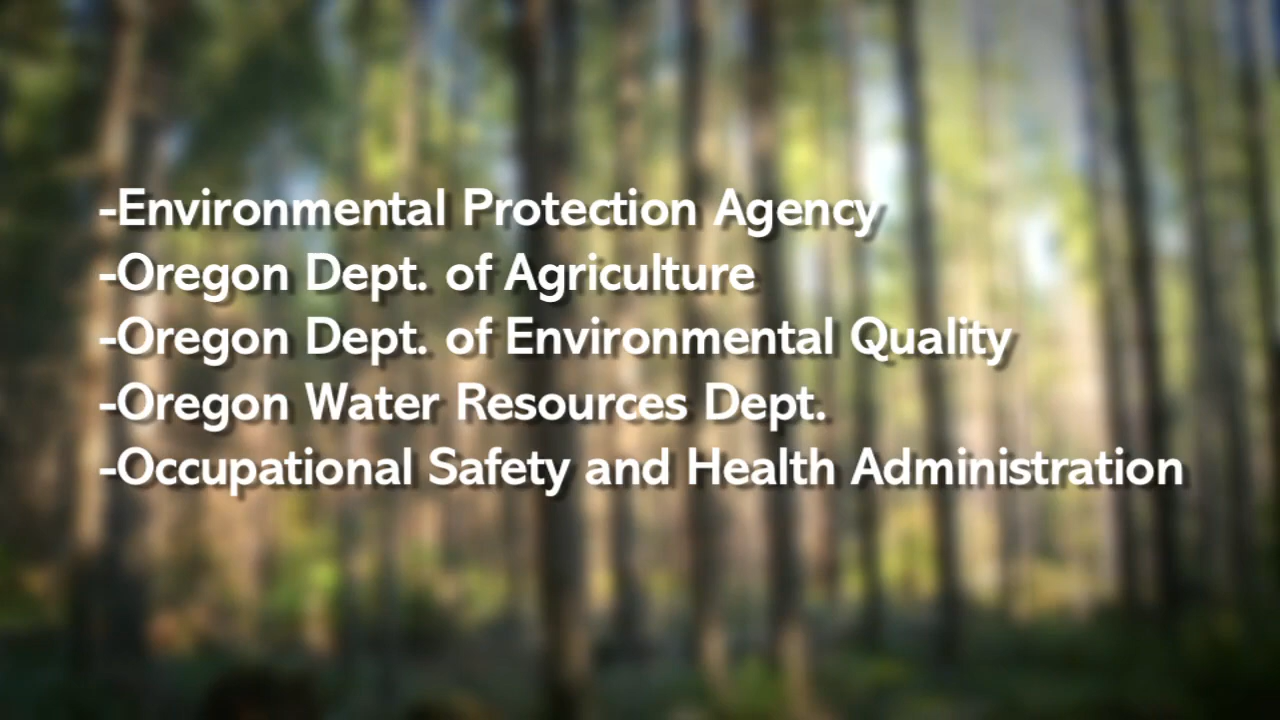 -Environmental Protection Agency
-Oregon Dept. of Agriculture
-Oregon Dept. of Environmental Quality
-Oregon Water Resources Dept.
-Occupational Safety and Health Administration